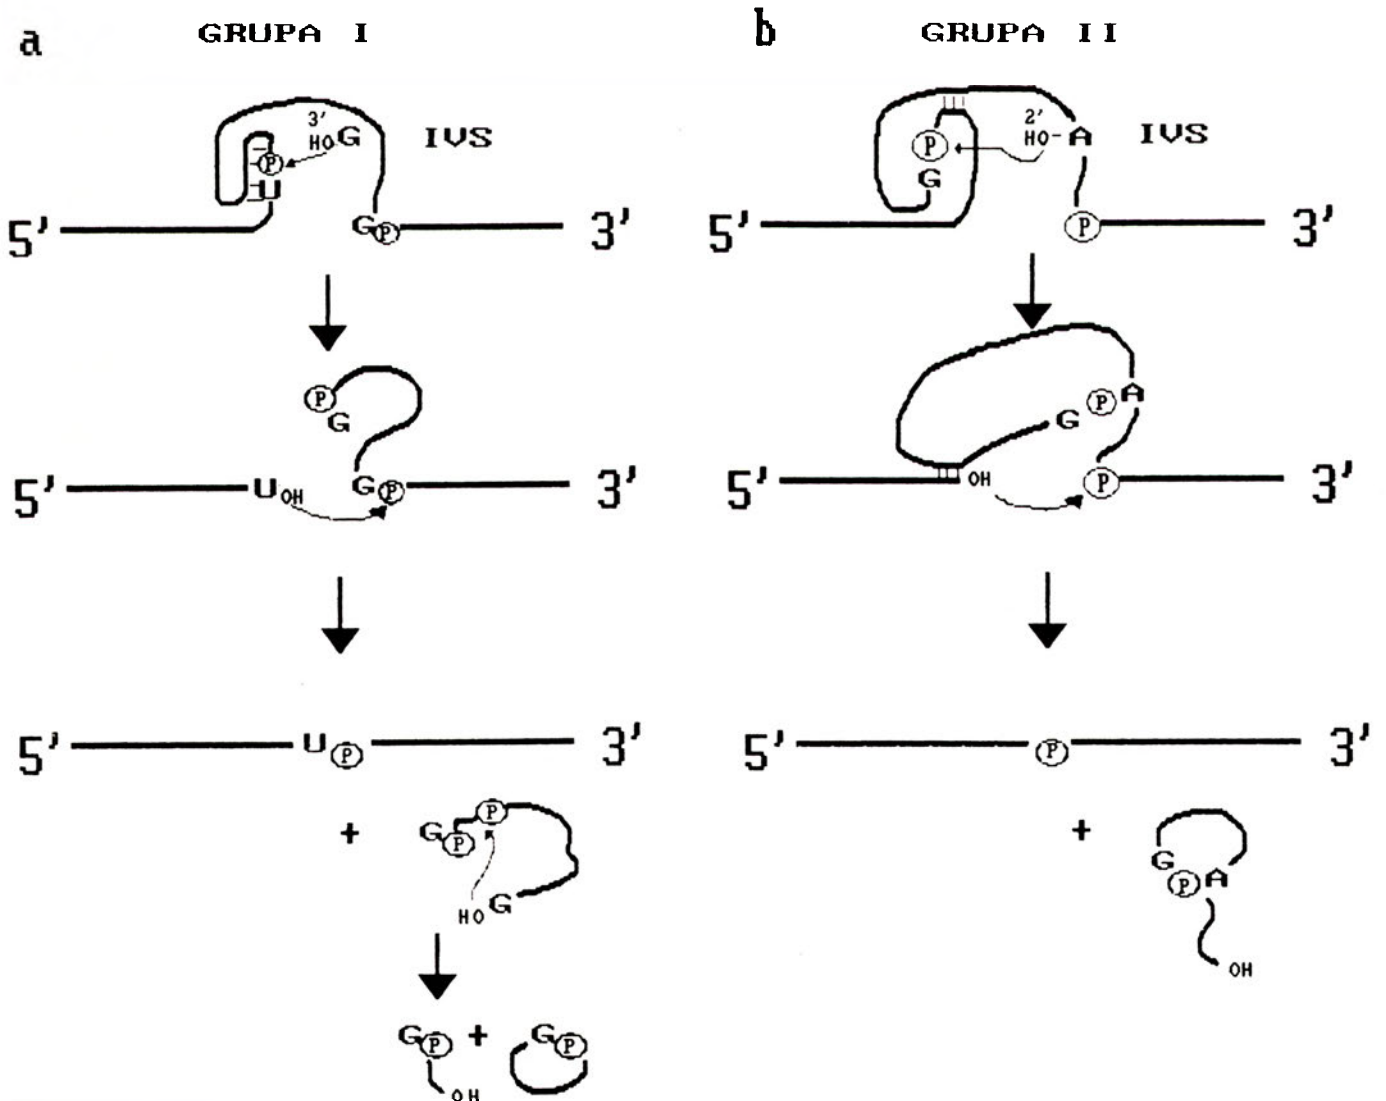 a GRUPA I
3'
HO G
IVS
P
U
5' G P 3'
P
G
5' U OH G P 3'
5' U P 3'
+ G P P
HO G
G P + G P
OH
b GRUPA II
2'
HO- A
IVS
P
G
5' P 3'
G P A
5' OH P 3'
5' P 3'
+
G P A
OH